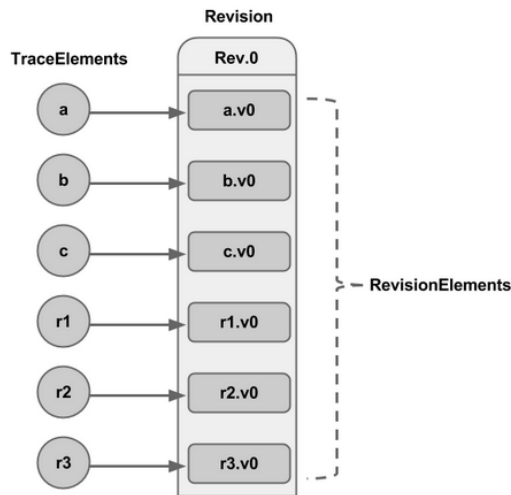 Revision
TraceElements
Rev.0
a
a.v0
b
b.v0
c
c.v0
RevisionElements
r1
r1.v0
r2
r2.v0
r3
r3.v0